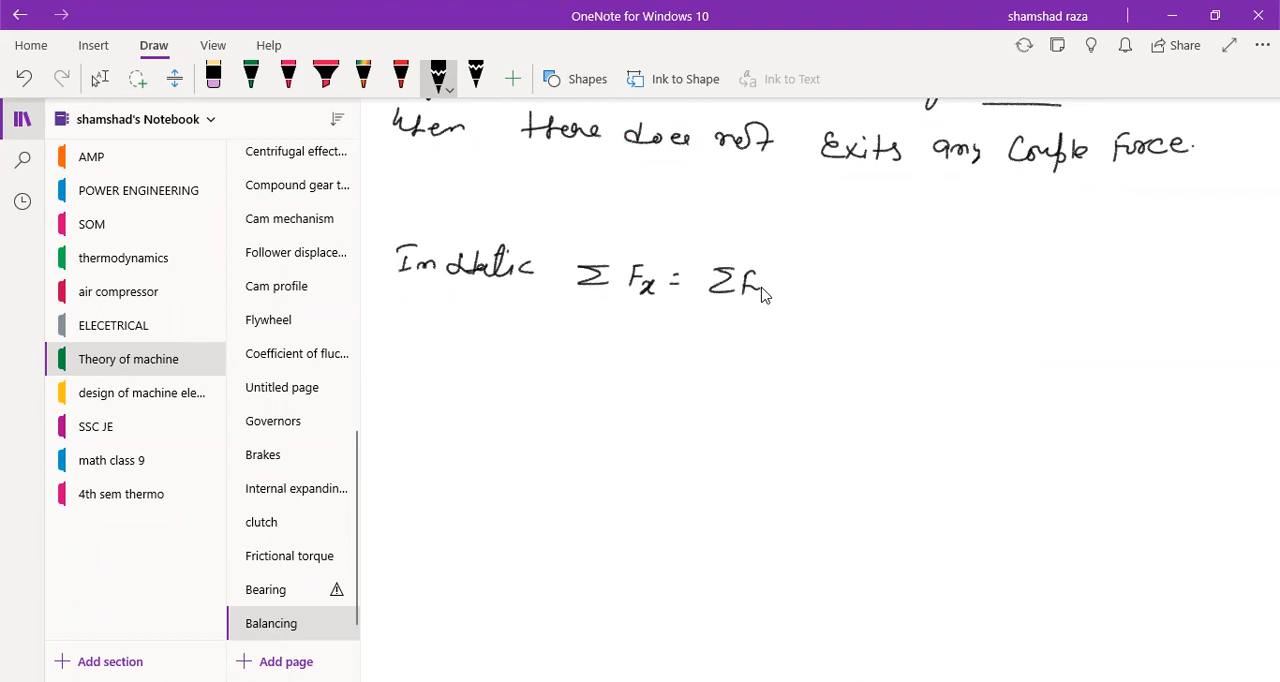 OneNote for Windows 10
shamshad raza
Home Insert Draw View Help
Share
Shapes
Ink to Shape
Ink to Text
shamshad's Notebook
AMP
POWER ENGINEERING
SOM
thermodynamics
air compressor
ELECETRICAL
Theory of machine
design of machine ele...
SSC JE
math class 9
4th sem thermo
Add section
Centrifugal effect...
Compound gear t...
Cam mechanism
Follower displace...
Cam profile
Flywheel
Coefficient of fluc...
Untitled page
Governors
Brakes
Internal expandin...
clutch
Frictional torque
Bearing
Balancing
Add page
When there does not Exits any Couple Force.
In static Σ Fx = ΣF